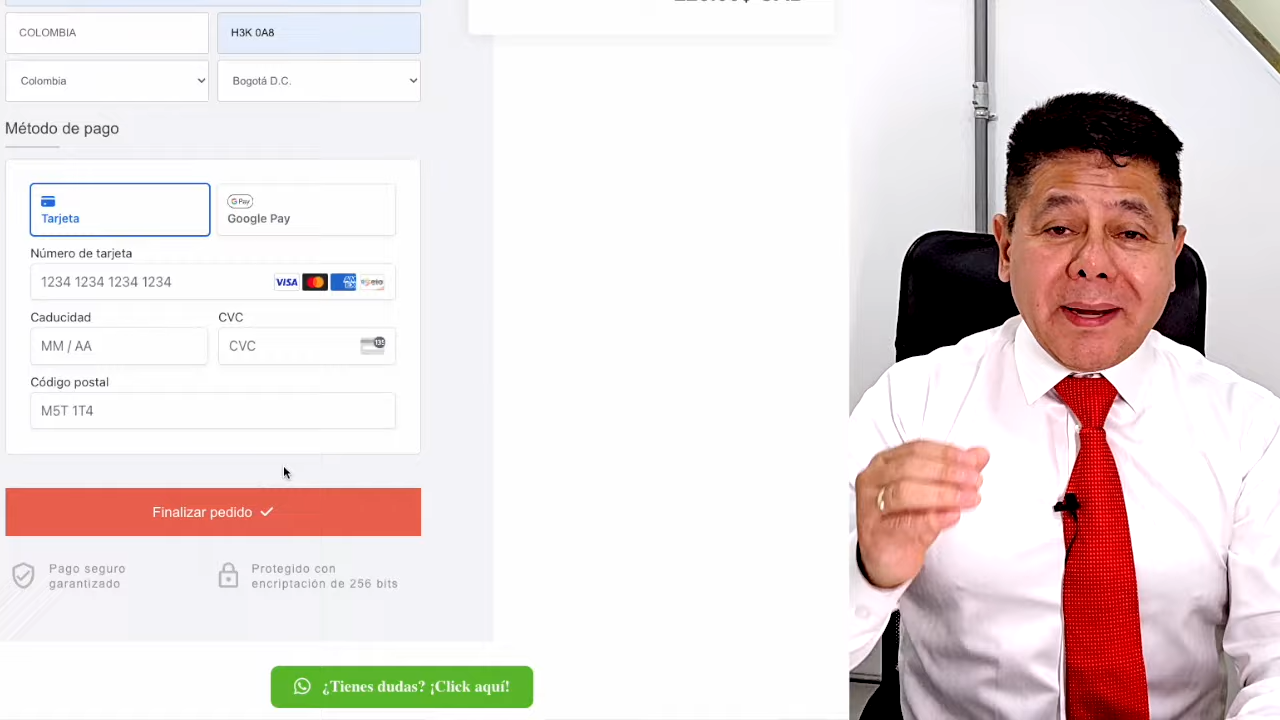 COLOMBIA
H3K 0A8
Colombia
Bogotá D.C.
Método de pago
Tarjeta
G Pay
Google Pay
Número de tarjeta
1234 1234 1234 1234
VISA
Caducidad
CVC
MM / AA
CVC
135
Código postal
M5T 1T4
Finalizar pedido
Pago seguro
garantizado
Protegido con
encriptación de 256 bits
¿Tienes dudas? ¡Click aquí!